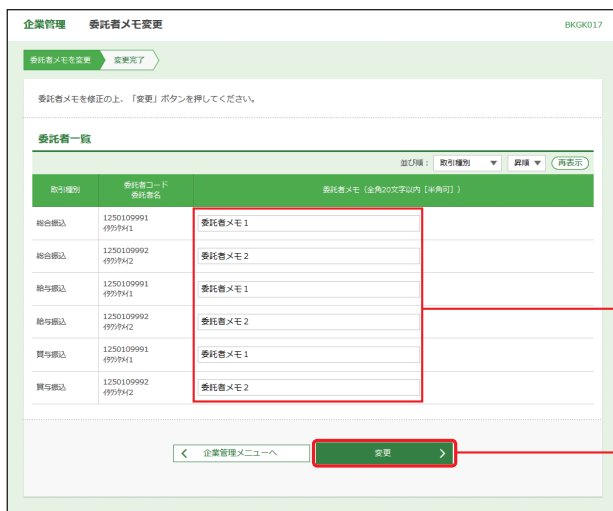 企業管理 委託者メモ変更 BKGK017
委託者メモを変更 変更完了
委託者メモを修正の上、「変更」ボタンを押してください。
委託者一覧
並び順： 取引種別 ▼ 昇順 ▼ 再表示
取引種別 委託者コード 委託者メモ（全角20文字以内［半角可］）
委託者名
総合振込 1250109991 委託者メモ１
ｲﾀｸｼｬﾒｲ1
総合振込 1250109992 委託者メモ２
ｲﾀｸｼｬﾒｲ2
給与振込 1250109991 委託者メモ１
ｲﾀｸｼｬﾒｲ1
給与振込 1250109992 委託者メモ２
ｲﾀｸｼｬﾒｲ2
賞与振込 1250109991 委託者メモ１
ｲﾀｸｼｬﾒｲ1
賞与振込 1250109992 委託者メモ２
ｲﾀｸｼｬﾒｲ2
企業管理メニューへ 変更